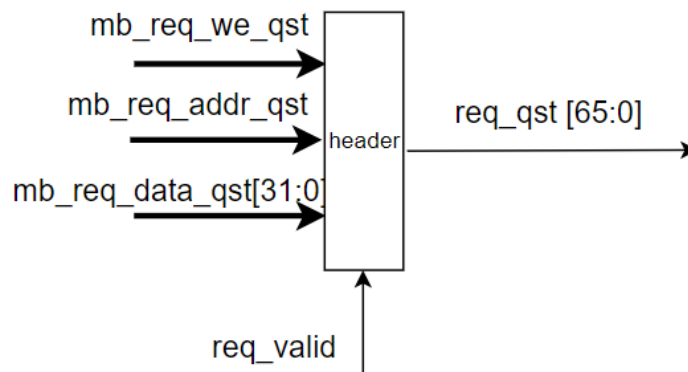 mb_req_we_qst
mb_req_addr_qst
header
req_qst [65:0]
mb_req_data_qst[31:0]
req_valid